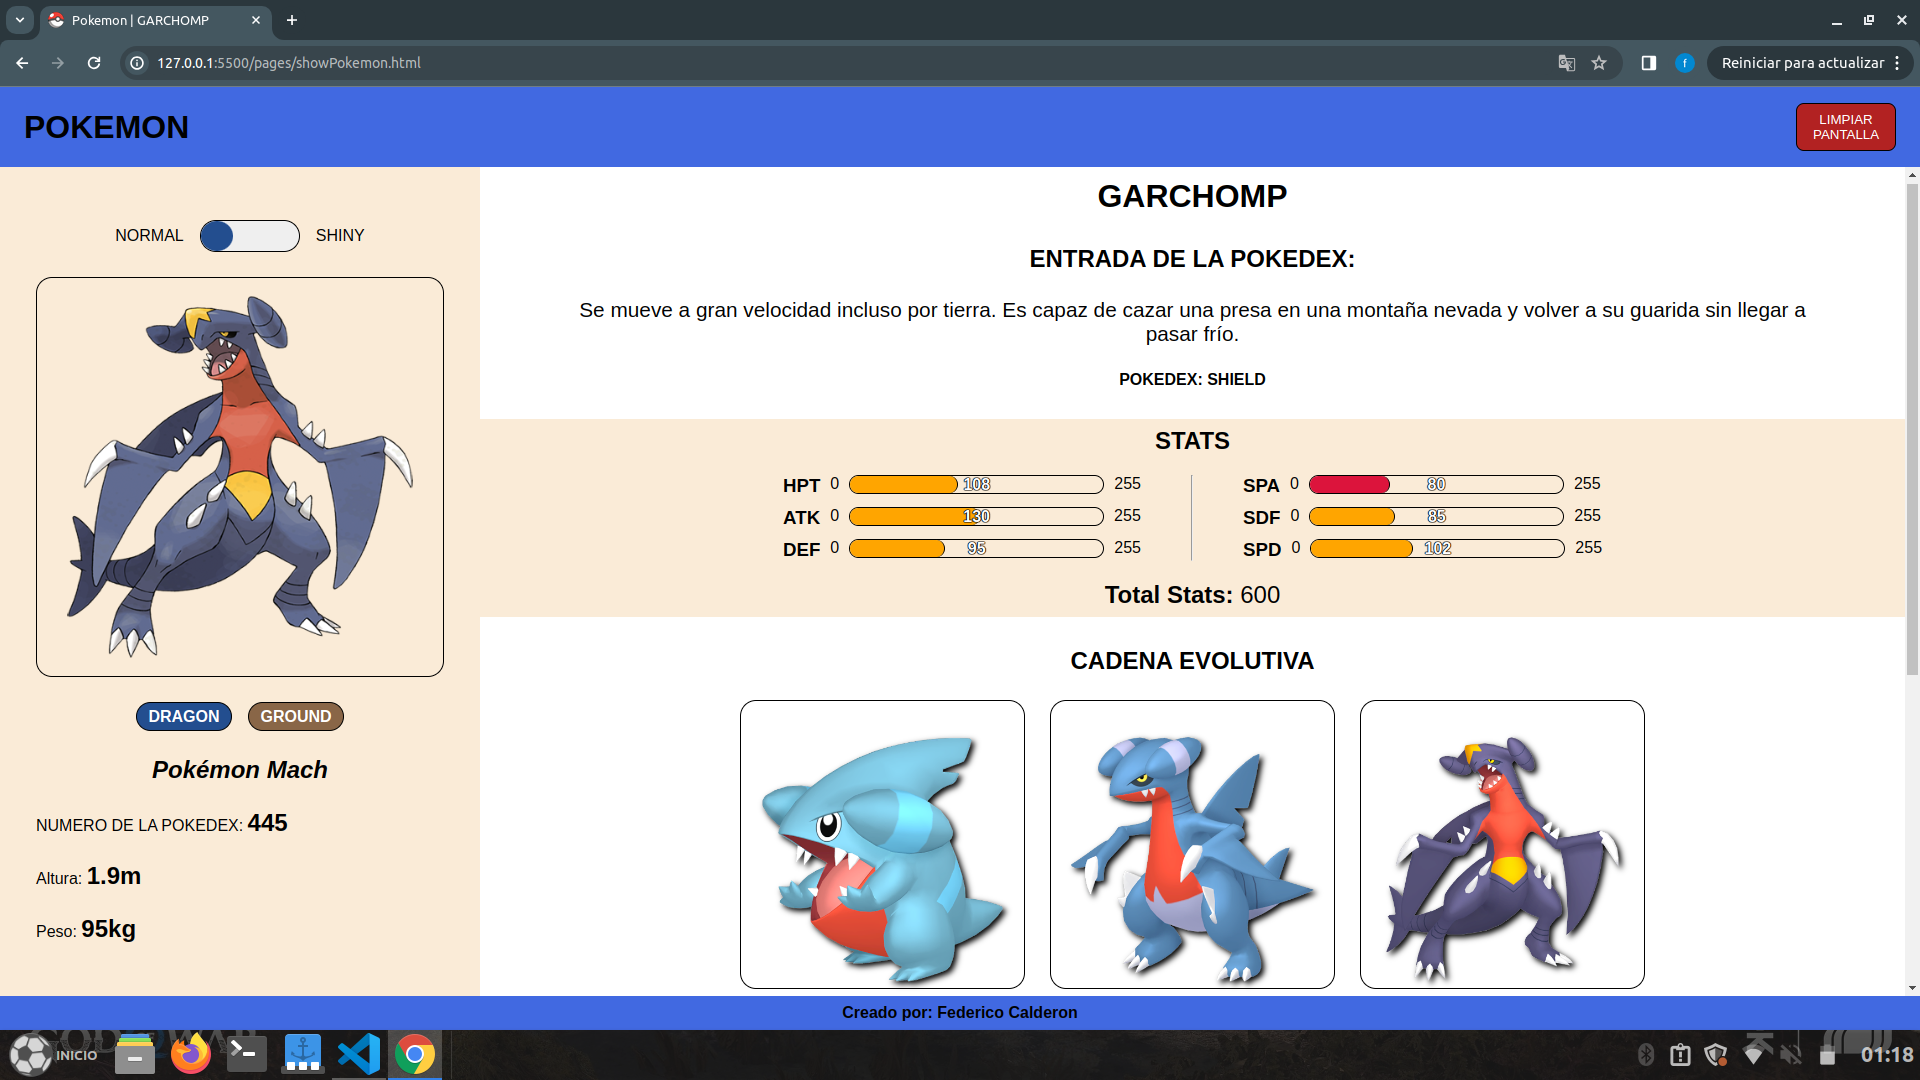 Pokemon | GARCHOMP
127.0.0.1:5500/pages/showPokemon.html
f
Reiniciar para actualizar
POKEMON
LIMPIAR
PANTALLA
NORMAL
SHINY
DRAGON
GROUND
Pokémon Mach
NUMERO DE LA POKEDEX: 445
Altura: 1.9m
Peso: 95kg
GARCHOMP
ENTRADA DE LA POKEDEX:
Se mueve a gran velocidad incluso por tierra. Es capaz de cazar una presa en una montaña nevada y volver a su guarida sin llegar a
pasar frío.
POKEDEX: SHIELD
STATS
HPT 0 108 255
ATK 0 130 255
DEF 0 95 255
SPA 0 80 255
SDF 0 85 255
SPD 0 102 255
Total Stats: 600
CADENA EVOLUTIVA
Creado por: Federico Calderon
INICIO
01:18